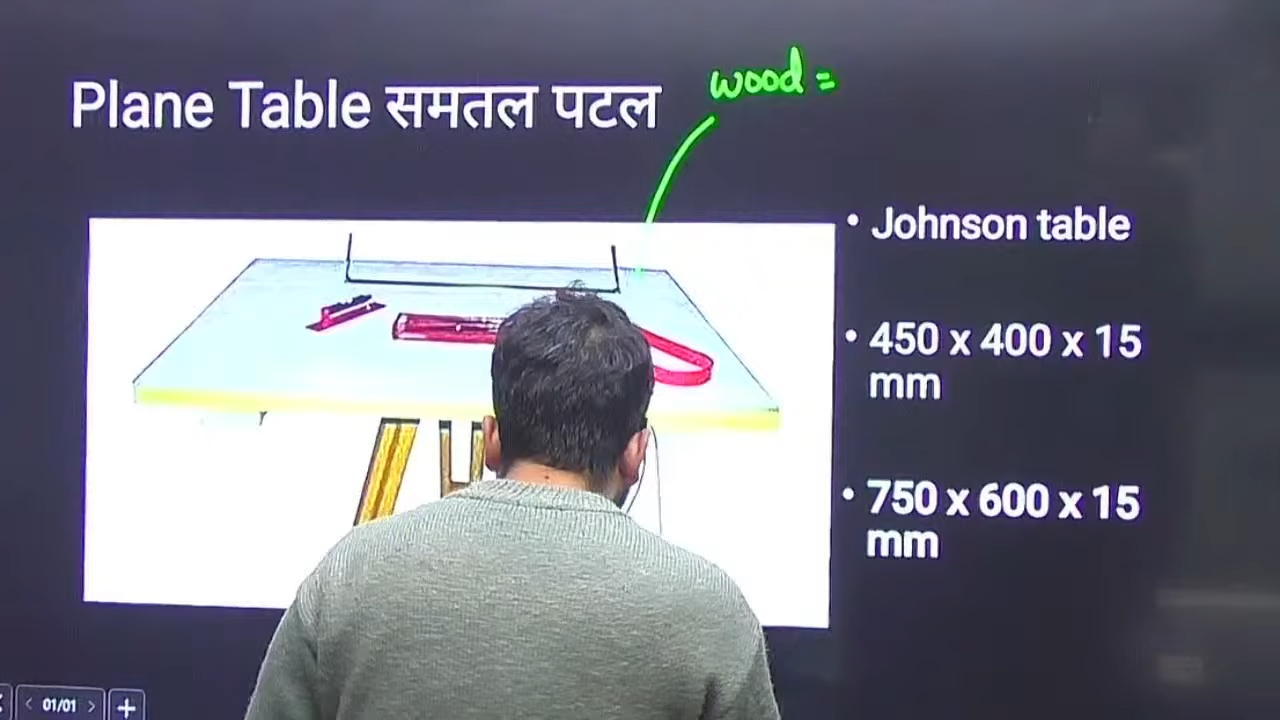 Plane Table समतल पटल
wood =
• Johnson table
• 450 x 400 x 15
mm
• 750 x 600 x 15
mm
< 01/01 > +